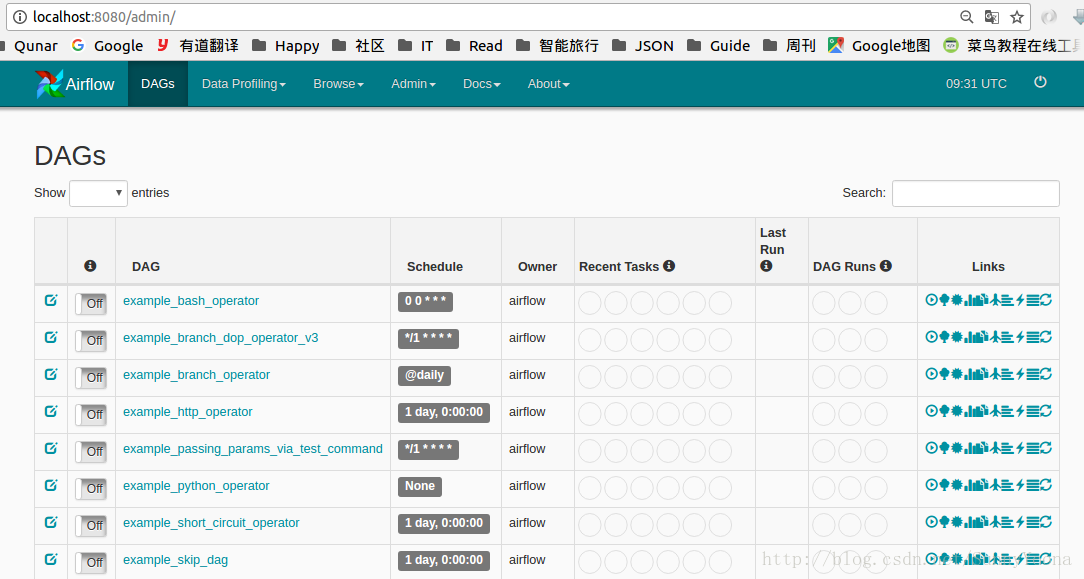 localhost:8080/admin/
Qunar Google 有道翻译 Happy 社区 IT Read 智能旅行 JSON Guide 周刊 Google地图 菜鸟教程在线工具
Airflow DAGs Data Profiling Browse Admin Docs About 09:31 UTC
DAGs
Show entries Search:
DAG Schedule Owner Recent Tasks Last Run DAG Runs Links
Off example_bash_operator 0 0 * * * airflow
Off example_branch_dop_operator_v3 */1 * * * * airflow
Off example_branch_operator @daily airflow
Off example_http_operator 1 day, 0:00:00 airflow
Off example_passing_params_via_test_command */1 * * * * airflow
Off example_python_operator None airflow
Off example_short_circuit_operator 1 day, 0:00:00 airflow
Off example_skip_dag 1 day, 0:00:00 airflow